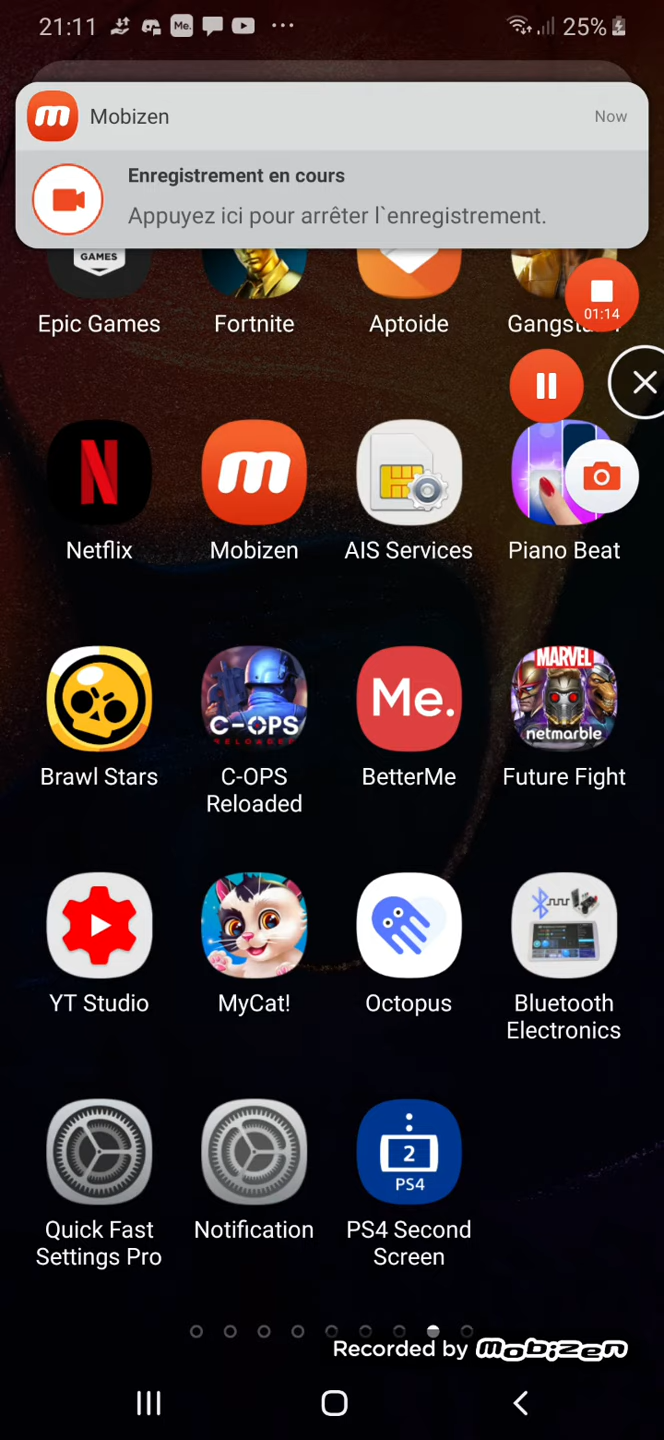 21:11
Me.
25%
Mobizen
Now
Enregistrement en cours
Appuyez ici pour arrêter l`enregistrement.
GAMES
01:14
Epic Games
Fortnite
Aptoide
Netflix
Mobizen
AIS Services
Piano Beat
C-OPS
RELOADED
Me.
MARVEL
netmarble
Brawl Stars
C-OPS
Reloaded
BetterMe
Future Fight
YT Studio
MyCat!
Octopus
Bluetooth
Electronics
2
PS4
Quick Fast
Settings Pro
Notification
PS4 Second
Screen
Recorded by mobizen